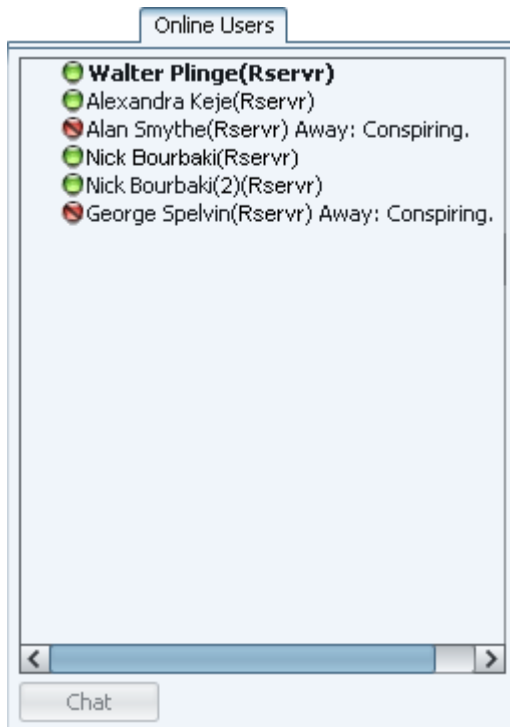 Online Users
Walter Plinge(Rservr)
Alexandra Keje(Rservr)
Alan Smythe(Rservr) Away: Conspiring.
Nick Bourbaki(Rservr)
Nick Bourbaki(2)(Rservr)
George Spelvin(Rservr) Away: Conspiring.
Chat